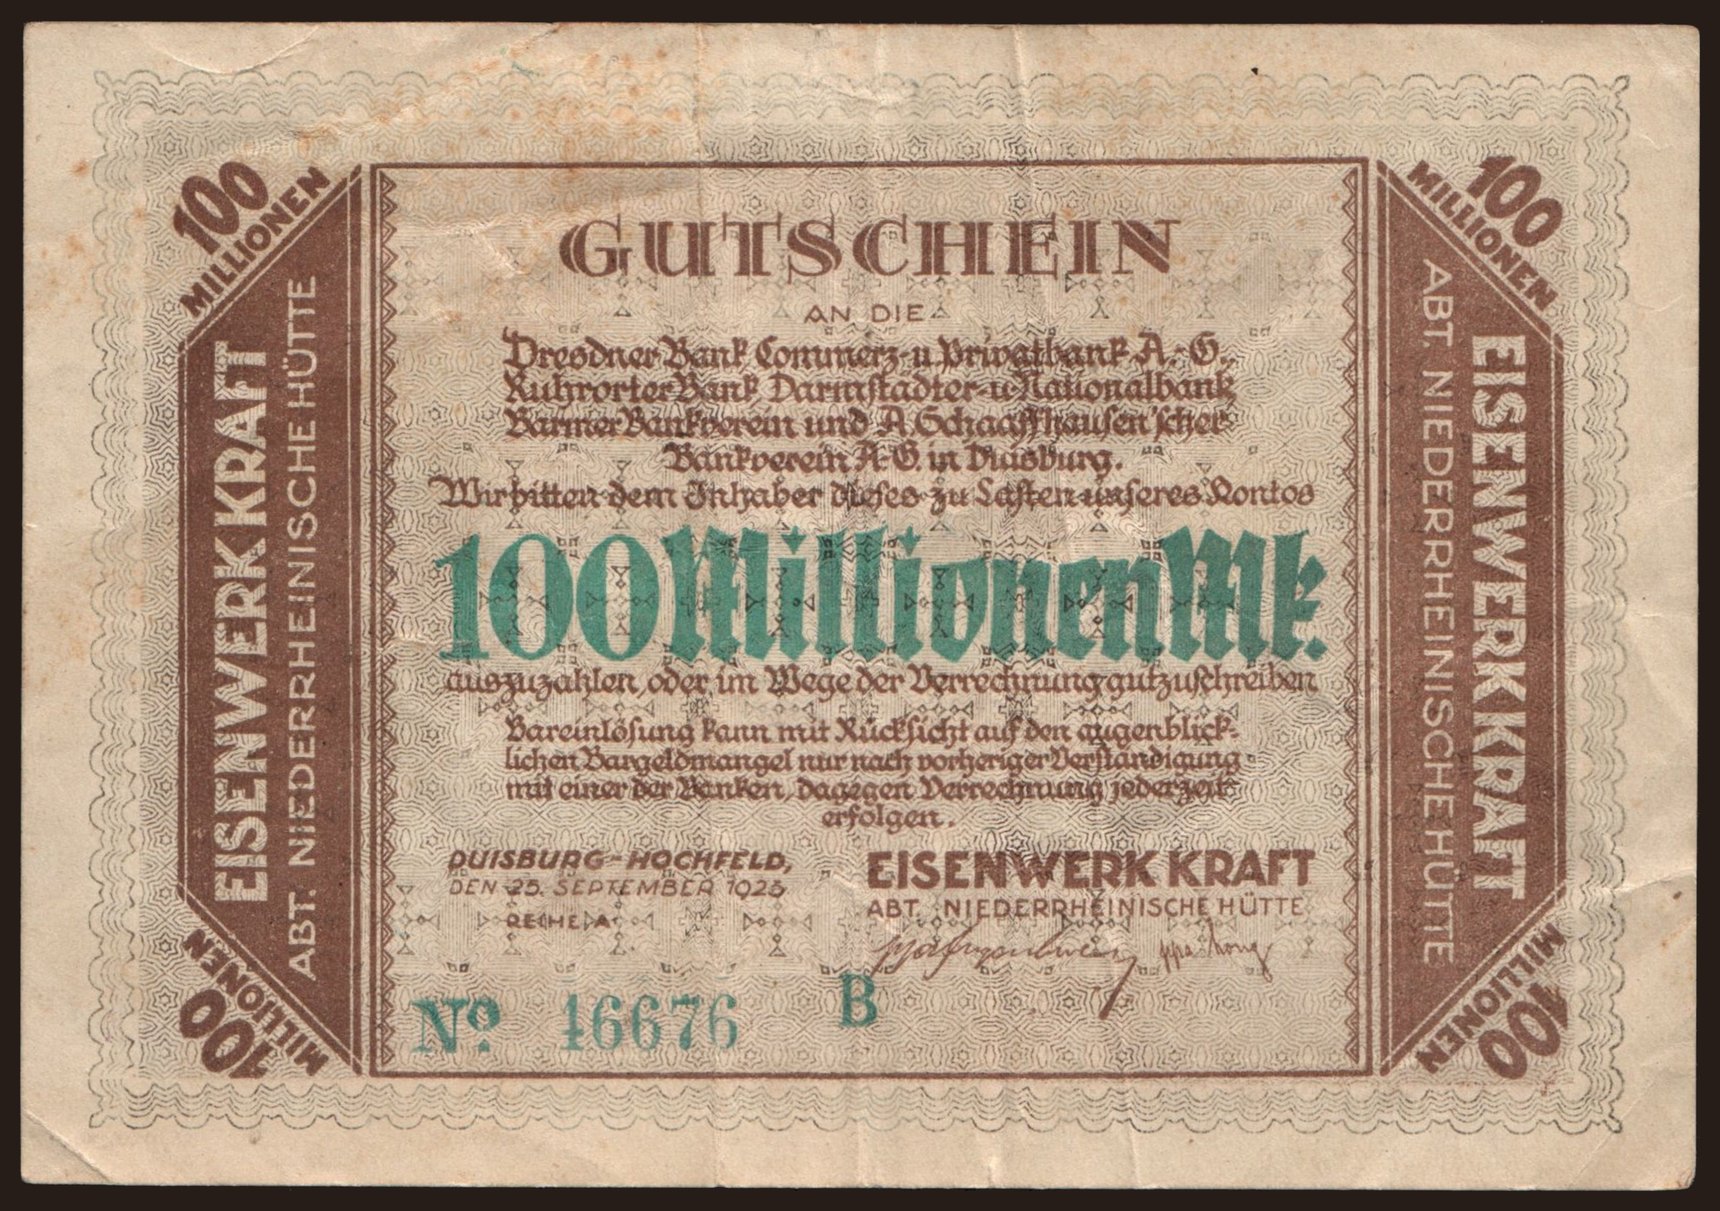 100
MILLIONEN
EISENWERK KRAFT
ABT. NIEDERRHEINISCHE HÜTTE
100
MILLIONEN
GUTSCHEIN
AN DIE
Dresdner Bank Commerz- u. Privatbank A.-G.
Ruhrorter Bank Darmstädter- u. Nationalbank
Barmer Bankverein und A. Schaaffhausen'scher
Bankverein A.-G. in Duisburg.
Wir bitten dem Inhaber dieses zu Lasten unseres Kontos
100 Millionen Mk.
auszuzahlen, oder im Wege der Verrechnung gutzuschreiben
Bareinlösung kann mit Rücksicht auf den augenblick-
lichen Bargeldmangel nur nach vorheriger Verständigung
mit einer der Banken, dagegen Verrechnung jederzeit
erfolgen.
DUISBURG-HOCHFELD,
DEN 25. SEPTEMBER 1923
REIHE A
EISENWERK KRAFT
ABT. NIEDERRHEINISCHE HÜTTE
ppa
No. 46676
B
100
MILLIONEN
EISENWERK KRAFT
ABT. NIEDERRHEINISCHE HÜTTE
100
MILLIONEN